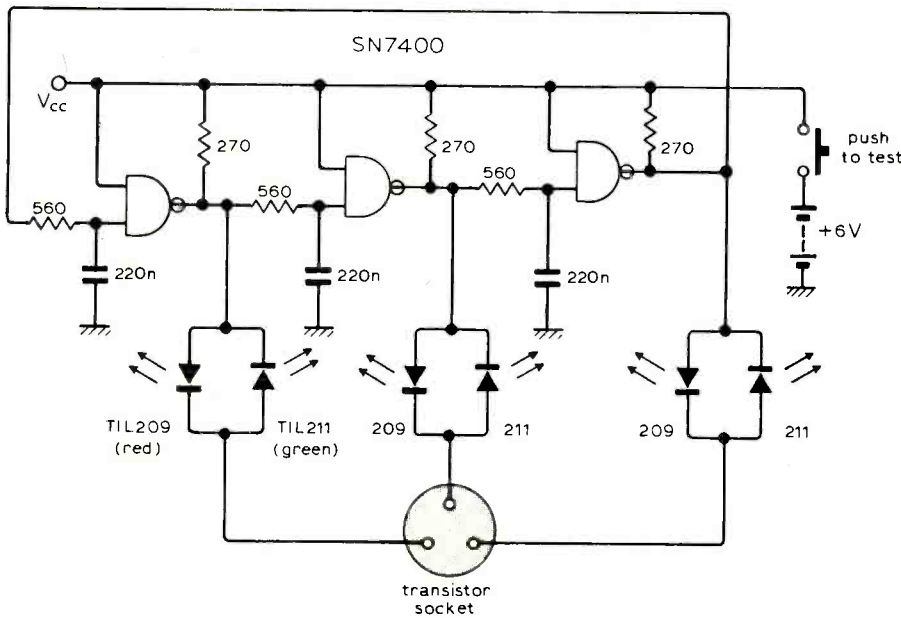 SN7400
Vcc
270
270
270
push
to test
560
560
560
+6V
220n
220n
220n
TIL209
(red)
TIL211
(green)
209
211
209
211
transistor
socket